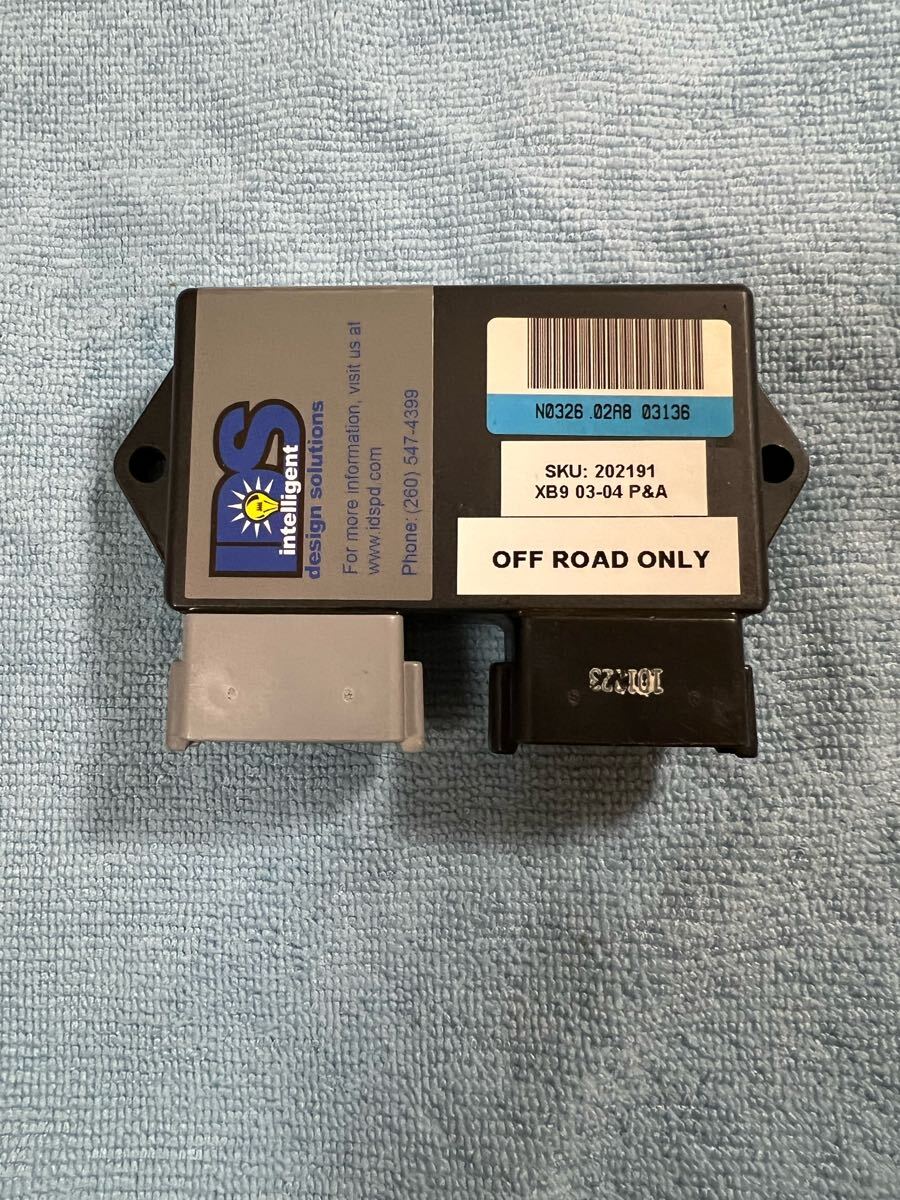 IDS
intelligent
design solutions
For more information, visit us at
www.idspd.com
Phone: (260) 547-4399
N0326 .02A8 03136
SKU: 202191
XB9 03-04 P&A
OFF ROAD ONLY